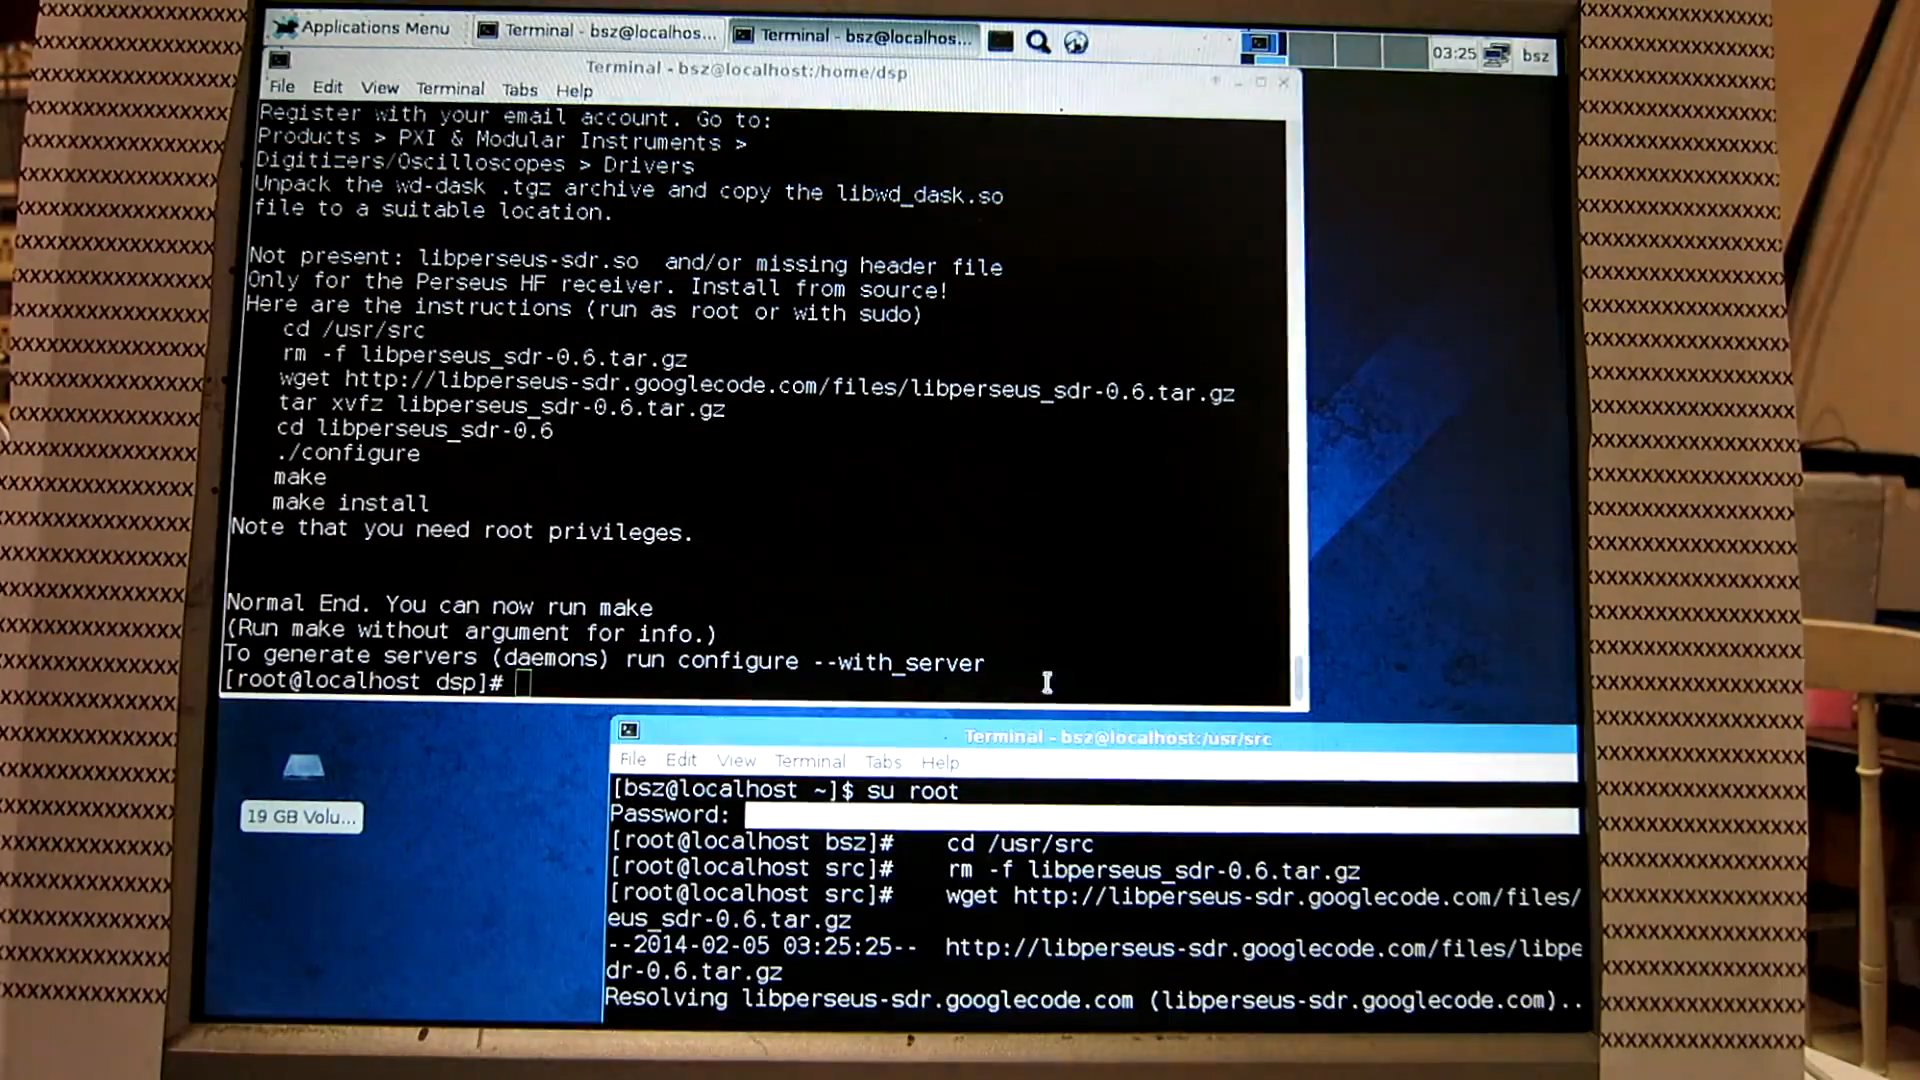 Applications Menu
Terminal - bsz@localhos...
Terminal - bsz@localhos...
03:25
bsz
Terminal - bsz@localhost:/home/dsp
File Edit View Terminal Tabs Help
Register with your email account. Go to:
Products > PXI & Modular Instruments >
Digitizers/Oscilloscopes > Drivers
Unpack the wd-dask .tgz archive and copy the libwd_dask.so
file to a suitable location.
Not present: libperseus-sdr.so and/or missing header file
Only for the Perseus HF receiver. Install from source!
Here are the instructions (run as root or with sudo)
cd /usr/src
rm -f libperseus_sdr-0.6.tar.gz
wget http://libperseus-sdr.googlecode.com/files/libperseus_sdr-0.6.tar.gz
tar xvfz libperseus_sdr-0.6.tar.gz
cd libperseus_sdr-0.6
./configure
make
make install
Note that you need root privileges.
Normal End. You can now run make
(Run make without argument for info.)
To generate servers (daemons) run configure --with_server
[root@localhost dsp]#
19 GB Volu...
Terminal - bsz@localhost:/usr/src
File Edit View Terminal Tabs Help
[bsz@localhost ~]$ su root
Password:
[root@localhost bsz]# cd /usr/src
[root@localhost src]# rm -f libperseus_sdr-0.6.tar.gz
[root@localhost src]# wget http://libperseus-sdr.googlecode.com/files/
eus_sdr-0.6.tar.gz
--2014-02-05 03:25:25-- http://libperseus-sdr.googlecode.com/files/libpe
dr-0.6.tar.gz
Resolving libperseus-sdr.googlecode.com (libperseus-sdr.googlecode.com)..